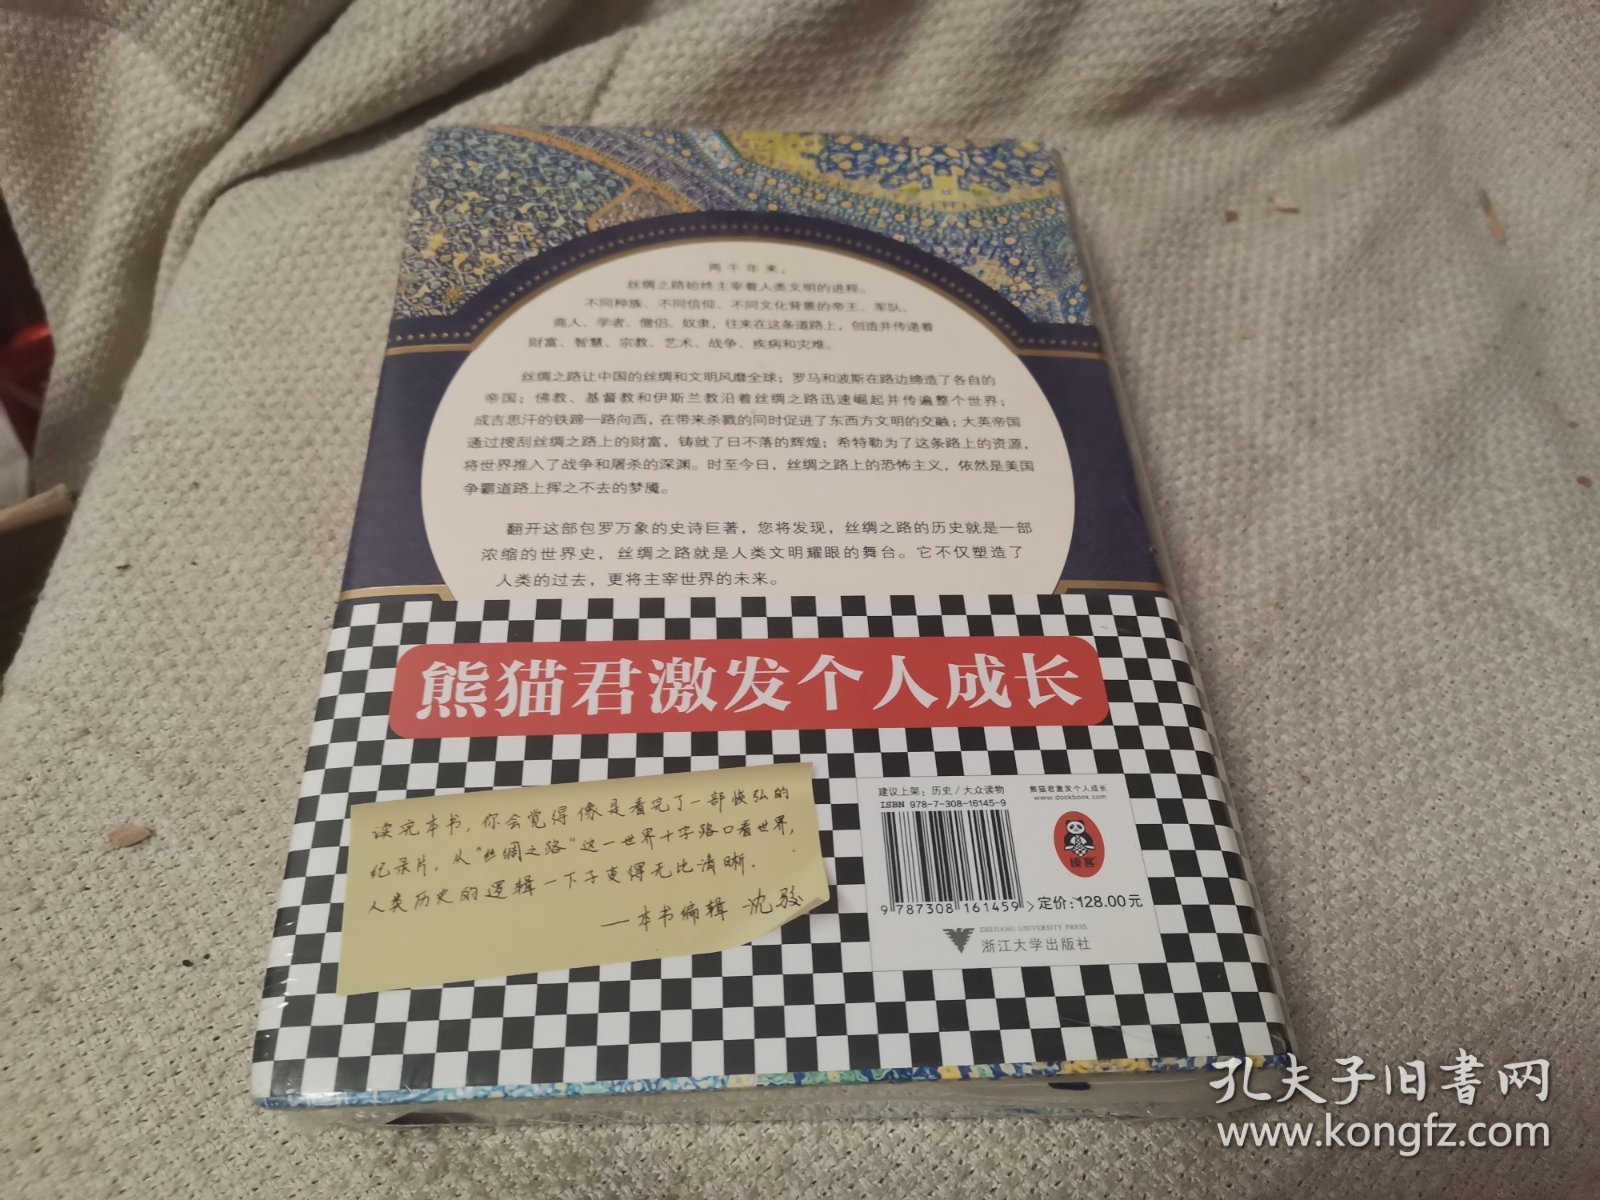 两千年来，
丝绸之路始终主宰着人类文明的进程。
不同种族、不同信仰、不同文化背景的帝王、军队、
商人、学者、僧侣、奴隶，往来在这条道路上，创造并传递着
财富、智慧、宗教、艺术、战争、疾病和灾难。
丝绸之路让中国的丝绸和文明风靡全球；罗马和波斯在路边缔造了各自的
帝国；佛教、基督教和伊斯兰教沿着丝绸之路迅速崛起并传遍整个世界；
成吉思汗的铁蹄一路向西，在带来杀戮的同时促进了东西方文明的交融；大英帝国
通过搜刮丝绸之路上的财富，铸就了日不落的辉煌；希特勒为了这条路上的资源，
将世界推入了战争和屠杀的深渊。时至今日，丝绸之路上的恐怖主义，依然是美国
争霸道路上挥之不去的梦魇。
翻开这部包罗万象的史诗巨著，您将发现，丝绸之路的历史就是一部
浓缩的世界史，丝绸之路就是人类文明耀眼的舞台。它不仅塑造了
人类的过去，更将主宰世界的未来。
熊猫君激发个人成长
读完本书，你会觉得像是看完了一部恢弘的
纪录片，从“丝绸之路”这一世界十字路口看世界，
人类历史的逻辑一下子变得无比清晰．
—本书编辑 沈骏
建议上架：历史/大众读物
ISBN 978-7-308-16145-9
熊猫君激发个人成长
www.dookbook.com
读客
9 787308 161459 >
定价：128.00元
ZHEJIANG UNIVERSITY PRESS
浙江大学出版社
孔夫子旧書网
www.kongfz.com